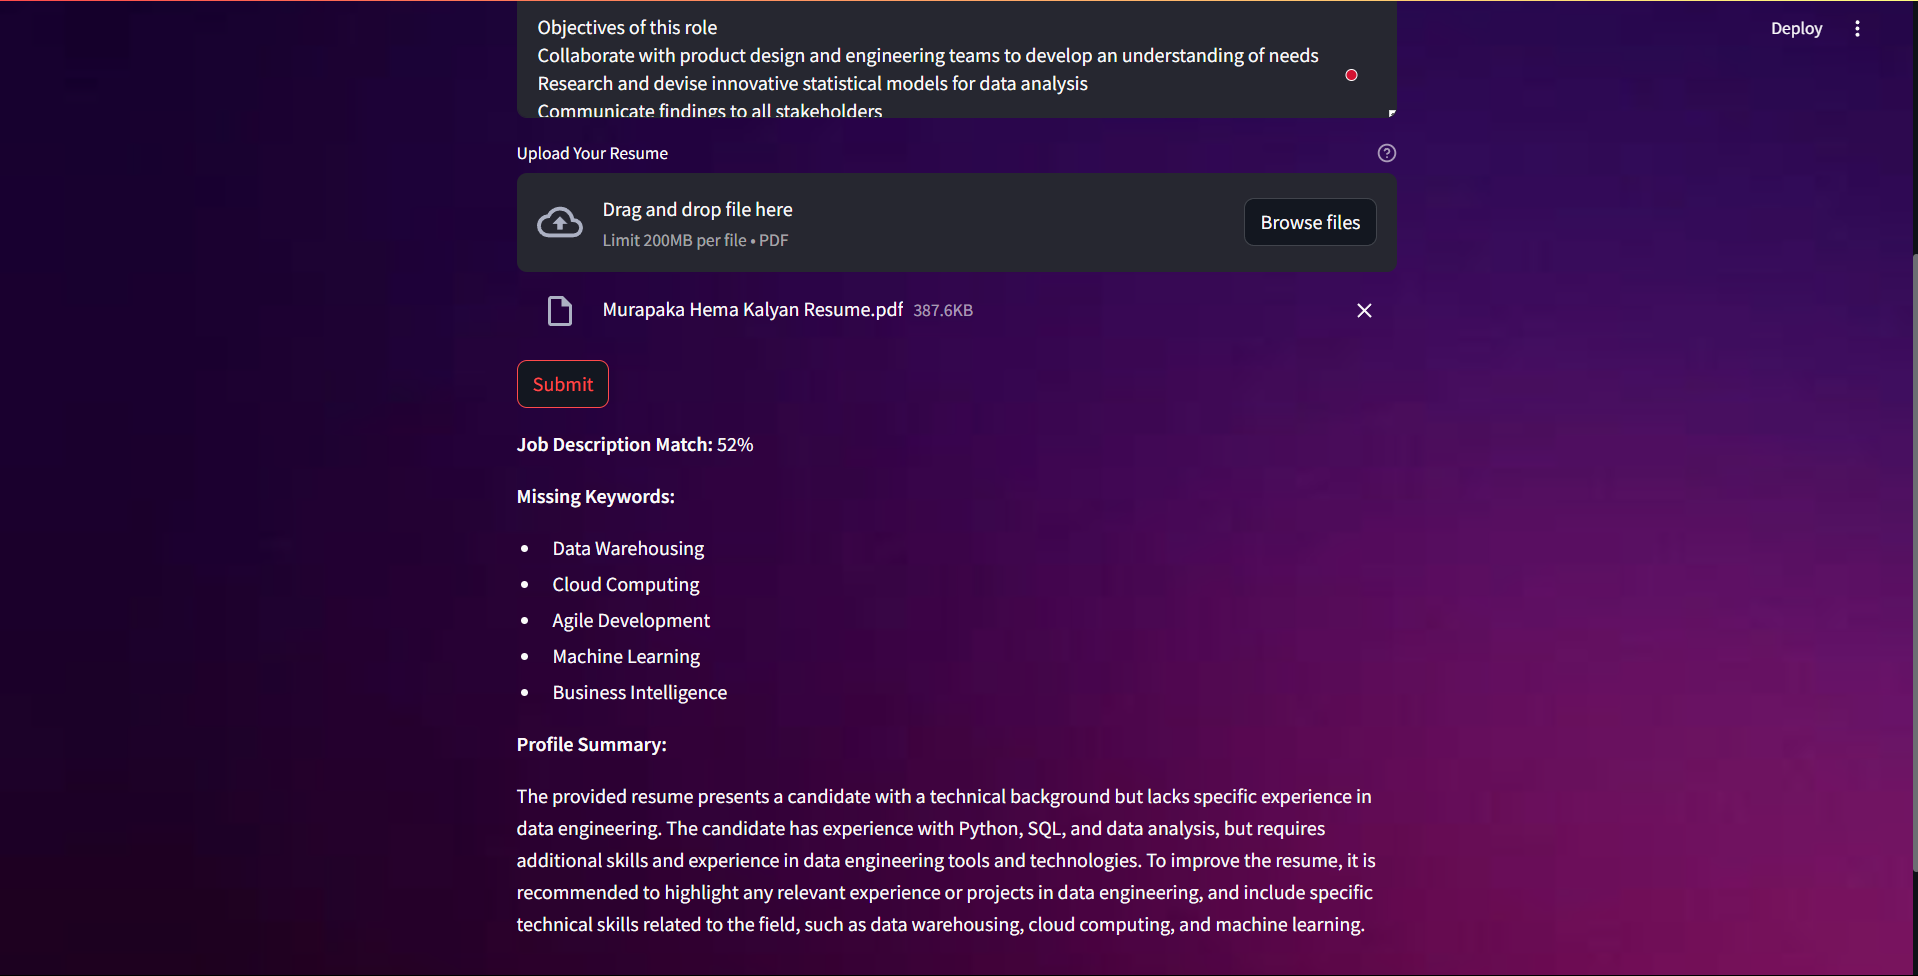 Objectives of this role
Deploy
Collaborate with product design and engineering teams to develop an understanding of needs
Research and devise innovative statistical models for data analysis
Communicate findings to all stakeholders
Upload Your Resume
Drag and drop file here
Limit 200MB per file • PDF
Browse files
Murapaka Hema Kalyan Resume.pdf 387.6KB
Submit
Job Description Match: 52%
Missing Keywords:
• Data Warehousing
• Cloud Computing
• Agile Development
• Machine Learning
• Business Intelligence
Profile Summary:
The provided resume presents a candidate with a technical background but lacks specific experience in
data engineering. The candidate has experience with Python, SQL, and data analysis, but requires
additional skills and experience in data engineering tools and technologies. To improve the resume, it is
recommended to highlight any relevant experience or projects in data engineering, and include specific
technical skills related to the field, such as data warehousing, cloud computing, and machine learning.